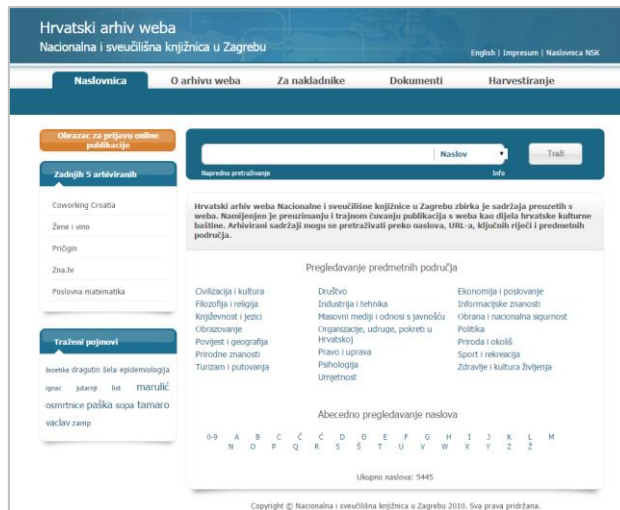 Hrvatski arhiv weba
Nacionalna i sveučilišna knjižnica u Zagrebu
English | Impresum | Naslovnica NSK
Naslovnica O arhivu weba Za nakladnike Dokumenti Harvestiranje
Obrazac za prijavu online
publikacije
Naslov
Traži
Napredno pretraživanje
Info
Zadnjih 5 arhiviranih
Coworking Croatia
Žene i vino
Pričigin
Zna.hr
Poslovna matematika
Traženi pojmovi
bioetika dragutin šela epidemiologija
ignac jutarnji list marulić
osmrtnice paška sopa tamaro
vaclav zamp
Hrvatski arhiv weba Nacionalne i sveučilišne knjižnice u Zagrebu zbirka je sadržaja preuzetih s
weba. Namijenjen je preuzimanju i trajnom čuvanju publikacija s weba kao dijela hrvatske kulturne
baštine. Arhivirani sadržaji mogu se pretraživati preko naslova, URL-a, ključnih riječi i predmetnih
područja.
Pregledavanje predmetnih područja
Civilizacija i kultura
Filozofija i religija
Književnost i jezici
Obrazovanje
Povijest i geografija
Prirodne znanosti
Turizam i putovanja
Društvo
Industrija i tehnika
Masovni mediji i odnosi s javnošću
Organizacije, udruge, pokreti u
Hrvatskoj
Pravo i uprava
Psihologija
Umjetnost
Ekonomija i poslovanje
Informacijske znanosti
Obrana i nacionalna sigurnost
Politika
Priroda i okoliš
Sport i rekreacija
Zdravlje i kultura življenja
Abecedno pregledavanje naslova
0-9 A B C Č Ć D Đ E F G H I J K L M
N O P Q R S Š T U V W X Y Z Ž
Ukupno naslova: 5445
Copyright © Nacionalna i sveučilišna knjižnica u Zagrebu 2010. Sva prava pridržana.